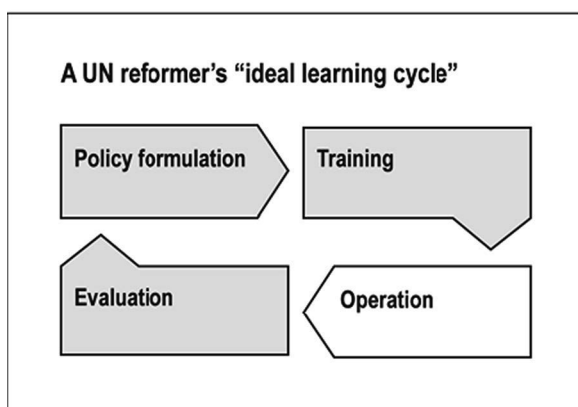 A UN reformer’s “ideal learning cycle”
Policy formulation
Training
Evaluation
Operation